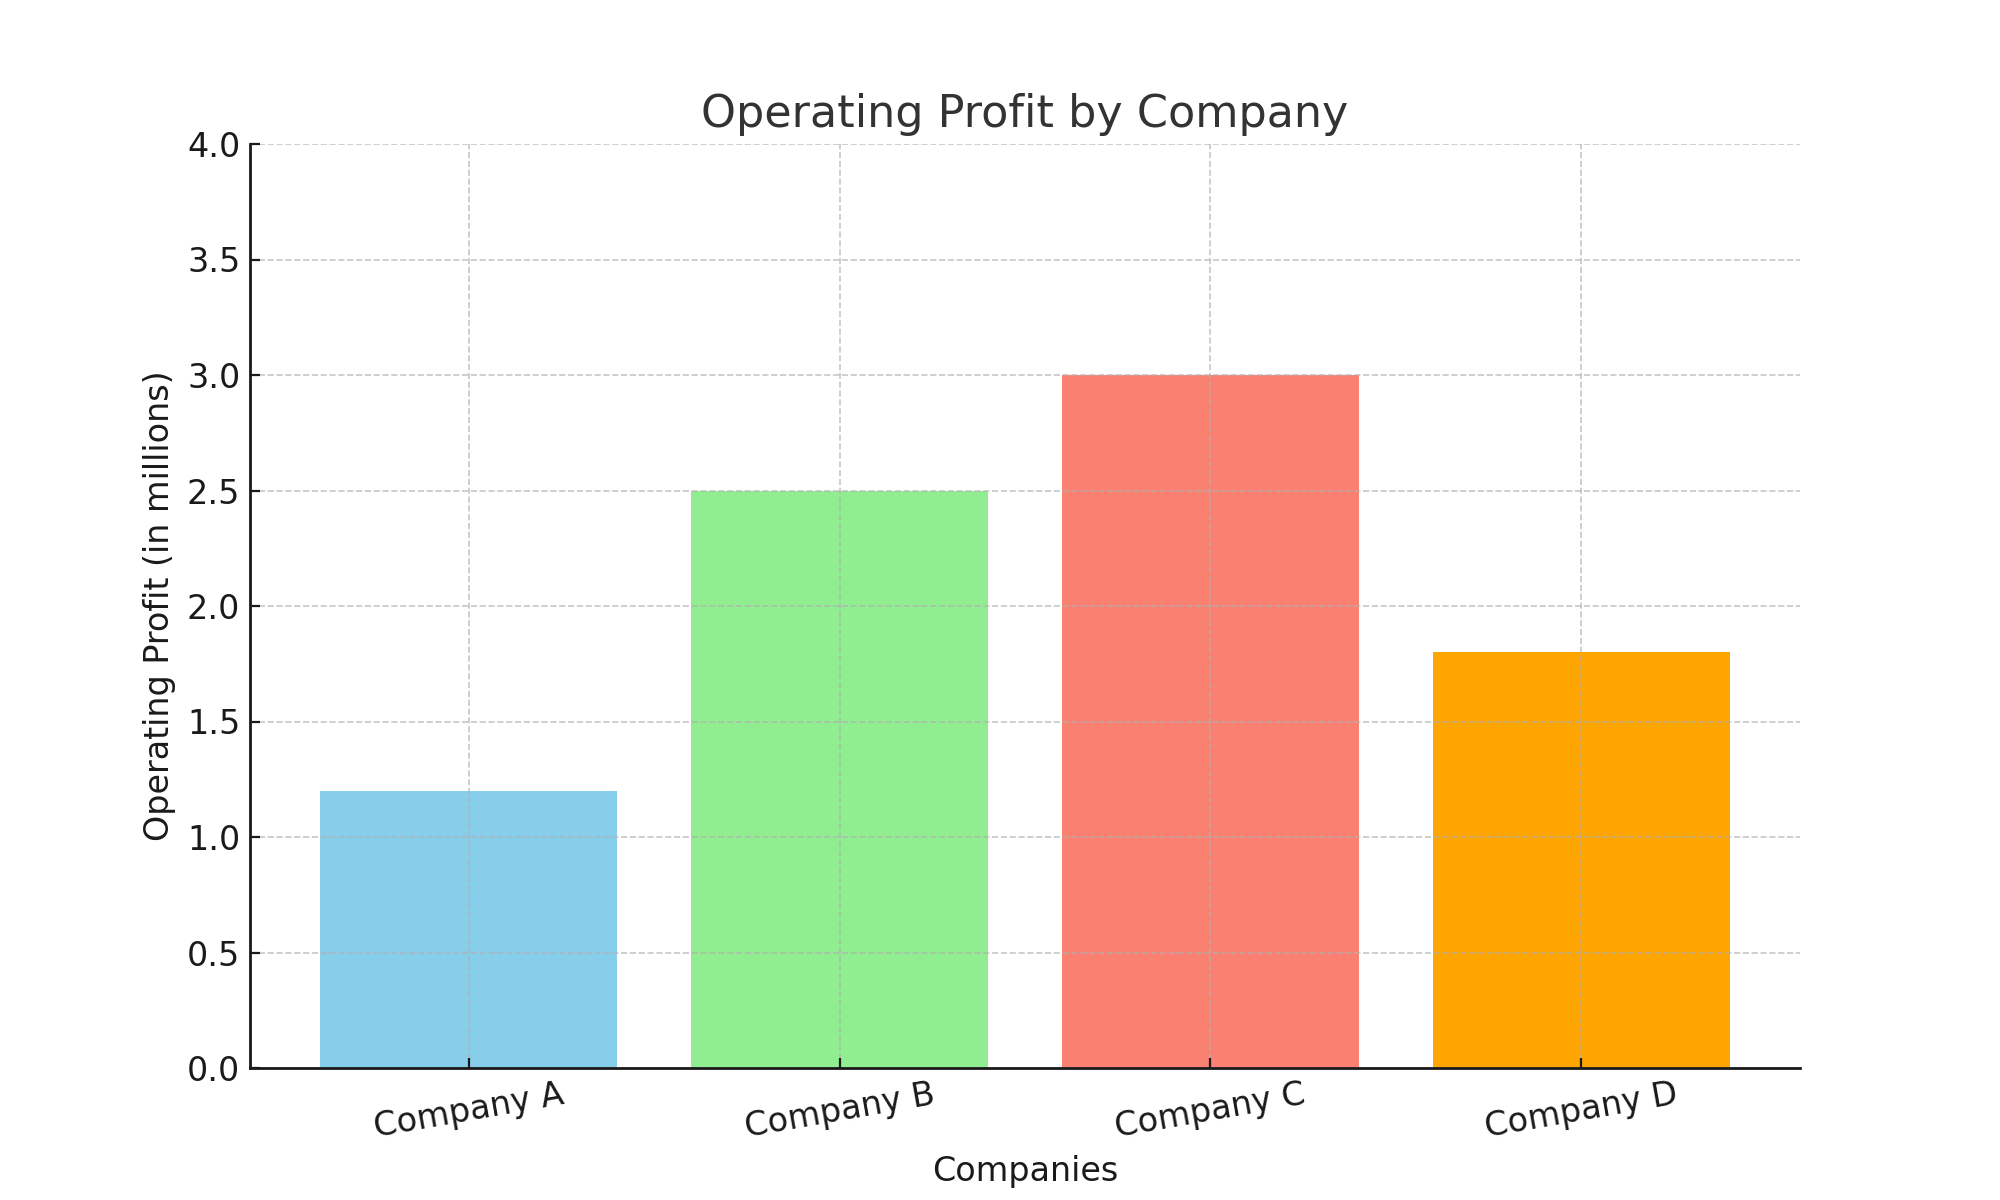 Operating Profit by Company
Operating Profit (in millions)
4.0
3.5
3.0
2.5
2.0
1.5
1.0
0.5
0.0
Company A
Company B
Company C
Company D
Companies